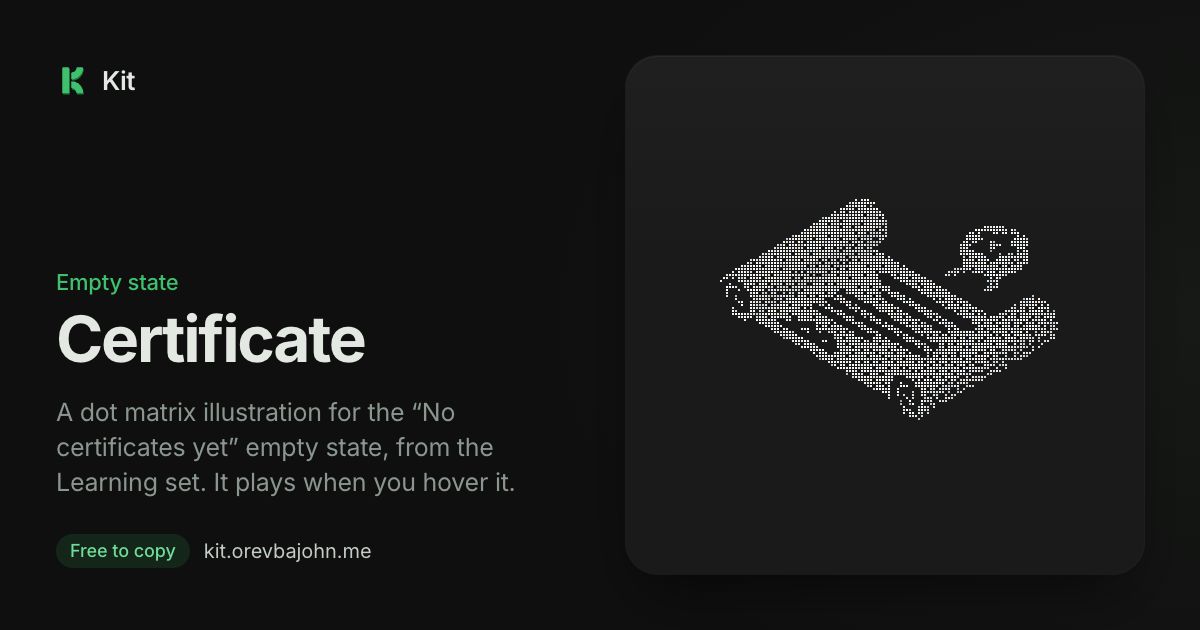 Kit
Empty state
Certificate
A dot matrix illustration for the “No
certificates yet” empty state, from the
Learning set. It plays when you hover it.
Free to copy
kit.orevbajohn.me